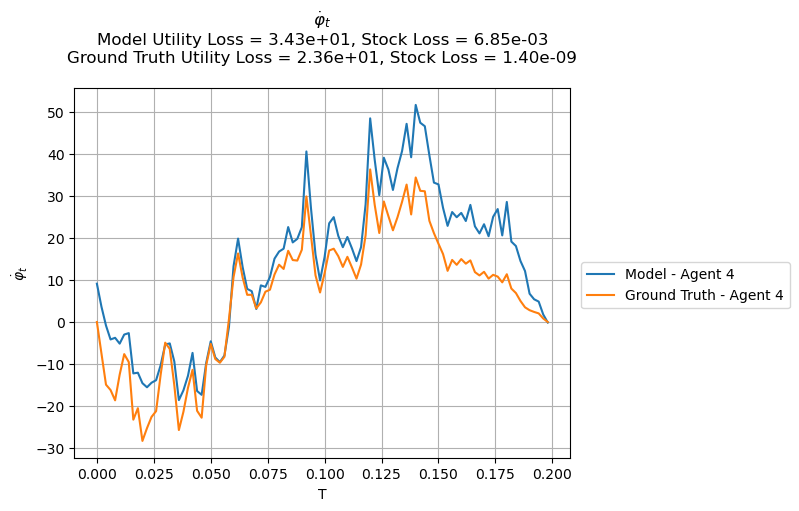 φ̇ₜ
Model Utility Loss = 3.43e+01, Stock Loss = 6.85e-03
Ground Truth Utility Loss = 2.36e+01, Stock Loss = 1.40e-09
50
40
30
20
10
0
−10
−20
−30
φ̇ₜ
0.000 0.025 0.050 0.075 0.100 0.125 0.150 0.175 0.200
T
Model - Agent 4
Ground Truth - Agent 4